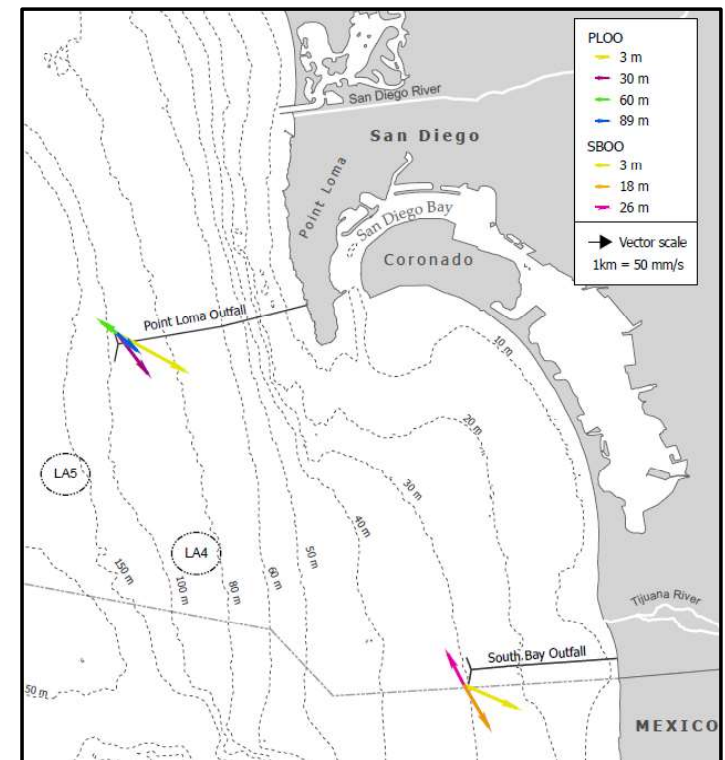 PLOO
3 m
30 m
60 m
89 m
SBOO
3 m
18 m
26 m
Vector scale
1km = 50 mm/s
San Diego River
San Diego
Point Loma
San Diego Bay
Coronado
Point Loma Outfall
10 m
20 m
30 m
40 m
50 m
60 m
80 m
100 m
150 m
LA5
LA4
Tijuana River
South Bay Outfall
50 m
MEXICO